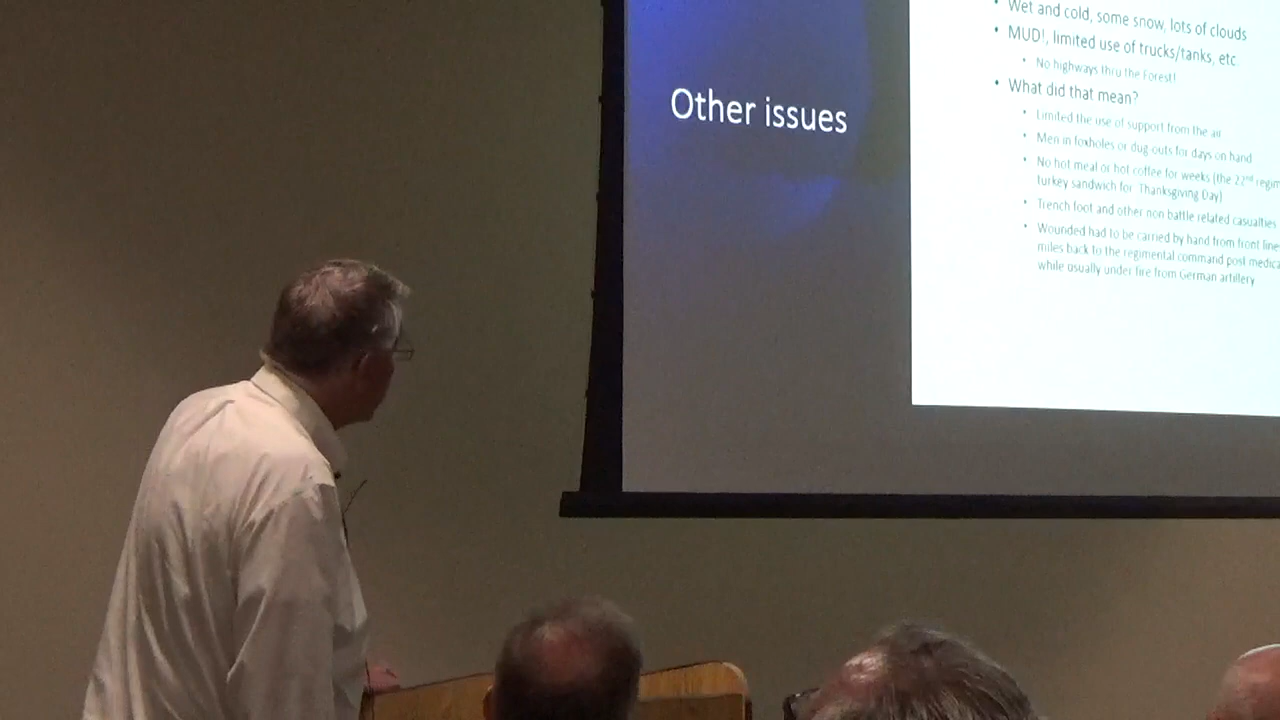 Other issues
Wet and cold, some snow, lots of clouds
MUD!, limited use of trucks/tanks, etc
No highways thru the Forest!
What did that mean?
Limited the use of support from the air
Men in foxholes or dug outs for days on hand
No hot meal or hot coffee for weeks (the 22nd regim
turkey sandwich for Thanksgiving Day)
Trench foot and other non battle related casualties
Wounded had to be carried by hand from front line
miles back to the regimental command post medica
while usually under fire from German artillery